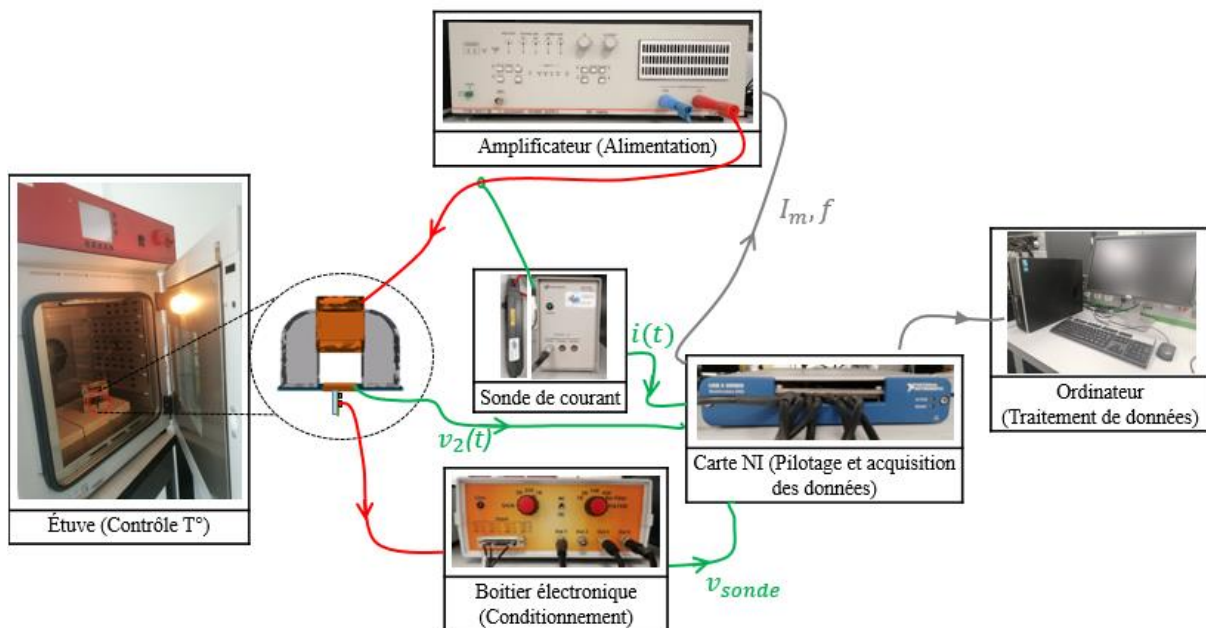 Amplificateur (Alimentation)
I_m, f
i(t)
Sonde de courant
v_2(t)
Étuve (Contrôle T°)
Carte NI (Pilotage et acquisition
des données)
Ordinateur
(Traitement de données)
Boitier électronique
(Conditionnement)
v_sonde